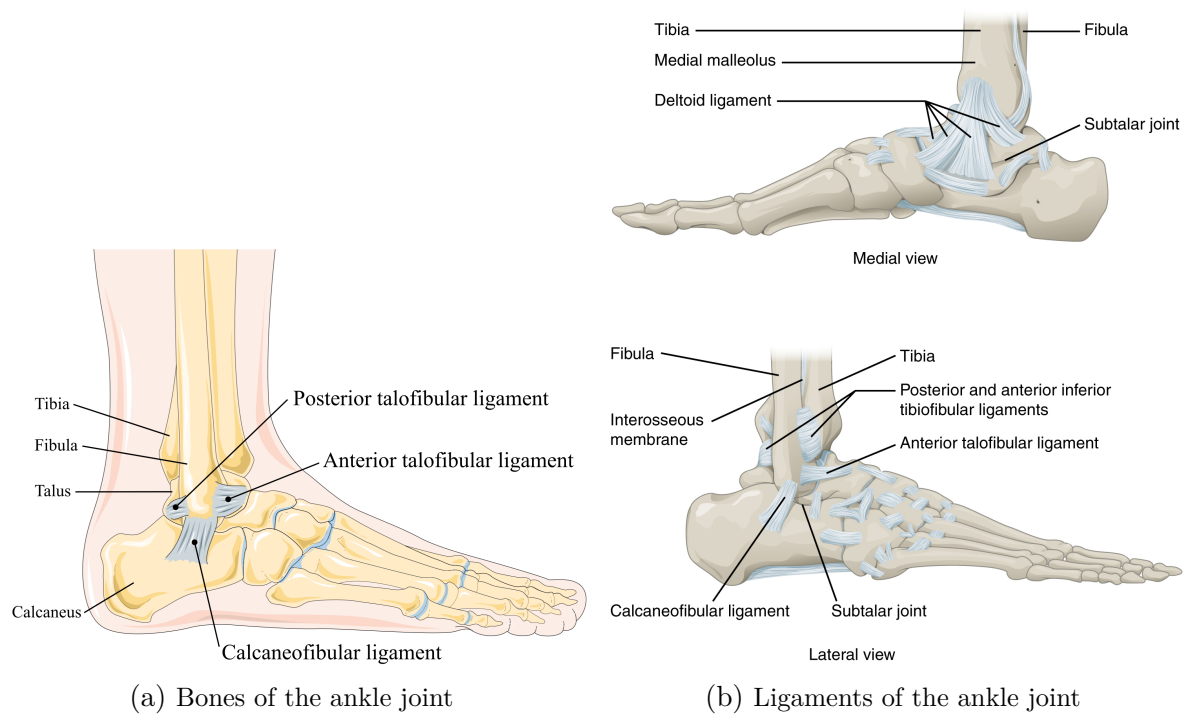 Tibia
Fibula
Medial malleolus
Deltoid ligament
Subtalar joint
Medial view
Tibia
Fibula
Talus
Calcaneus
Posterior talofibular ligament
Anterior talofibular ligament
Calcaneofibular ligament
Fibula
Tibia
Interosseous
membrane
Posterior and anterior inferior
tibiofibular ligaments
Anterior talofibular ligament
Calcaneofibular ligament
Subtalar joint
Lateral view
(a) Bones of the ankle joint
(b) Ligaments of the ankle joint